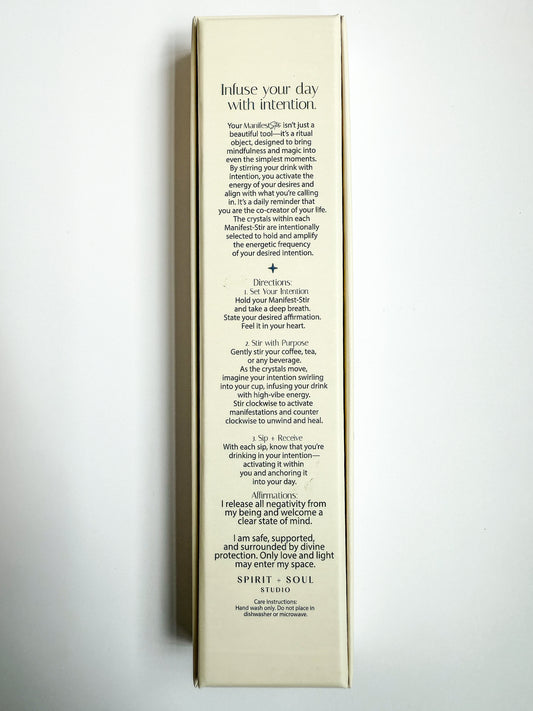 Infuse your day
with intention.
Your ManifestStir isn't just a
beautiful tool—it's a ritual
object, designed to bring
mindfulness and magic into
even the simplest moments.
By stirring your drink with
intention, you activate the
energy of your desires and
align with what you're calling
in. It's a daily reminder that
you are the co-creator of your life.
The crystals within each
Manifest-Stir are intentionally
selected to hold and amplify
the energetic frequency
of your desired intention.
Directions:
1. Set Your Intention
Hold your Manifest-Stir
and take a deep breath.
State your desired affirmation.
Feel it in your heart.
2. Stir with Purpose
Gently stir your coffee, tea,
or any beverage.
As the crystals move,
imagine your intention swirling
into your cup, infusing your drink
with high-vibe energy.
Stir clockwise to activate
manifestations and counter
clockwise to unwind and heal.
3. Sip + Receive
With each sip, know that you're
drinking in your intention—
activating it within
you and anchoring it
into your day.
Affirmations:
I release all negativity from
my being and welcome a
clear state of mind.
I am safe, supported,
and surrounded by divine
protection. Only love and light
may enter my space.
SPIRIT + SOUL
STUDIO
Care Instructions:
Hand wash only. Do not place in
dishwasher or microwave.